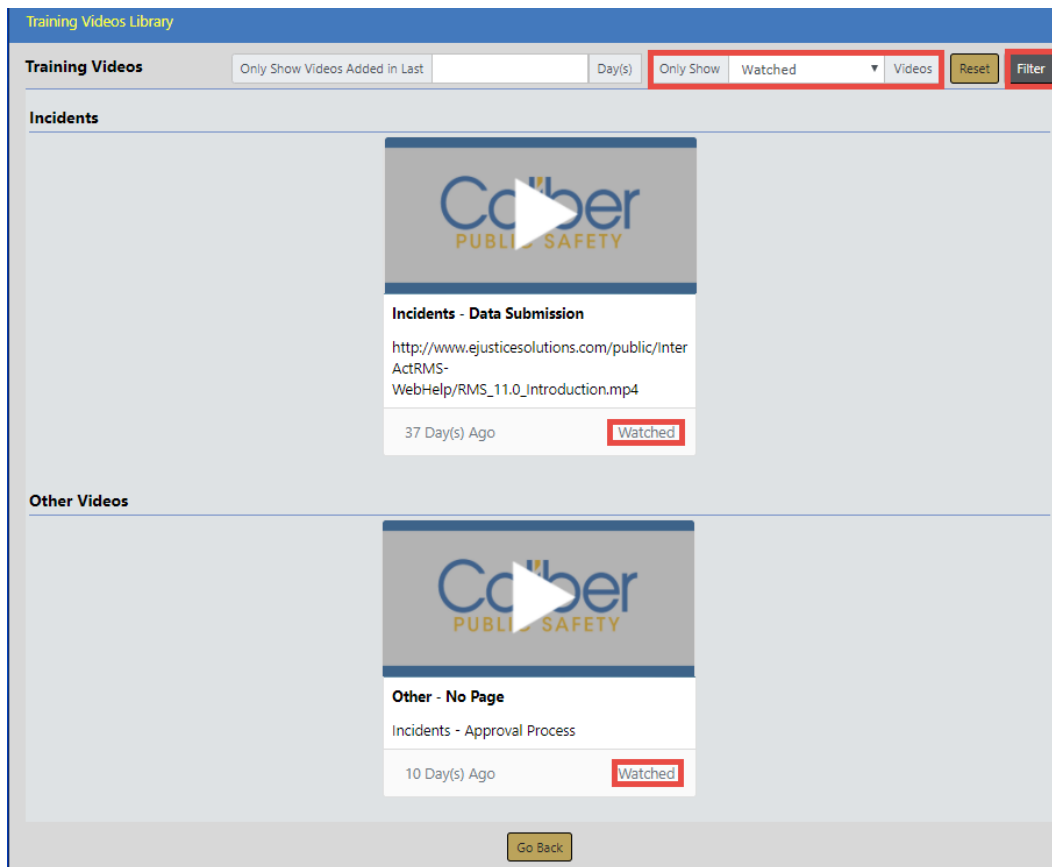 Training Videos Library
Training Videos Only Show Videos Added in Last Day(s) Only Show Watched Videos Reset Filter
Incidents
Caliber
PUBLIC SAFETY
Incidents - Data Submission
http://www.ejusticesolutions.com/public/Inter
ActRMS-
WebHelp/RMS_11.0_Introduction.mp4
37 Day(s) Ago Watched
Other Videos
Caliber
PUBLIC SAFETY
Other - No Page
Incidents - Approval Process
10 Day(s) Ago Watched
Go Back